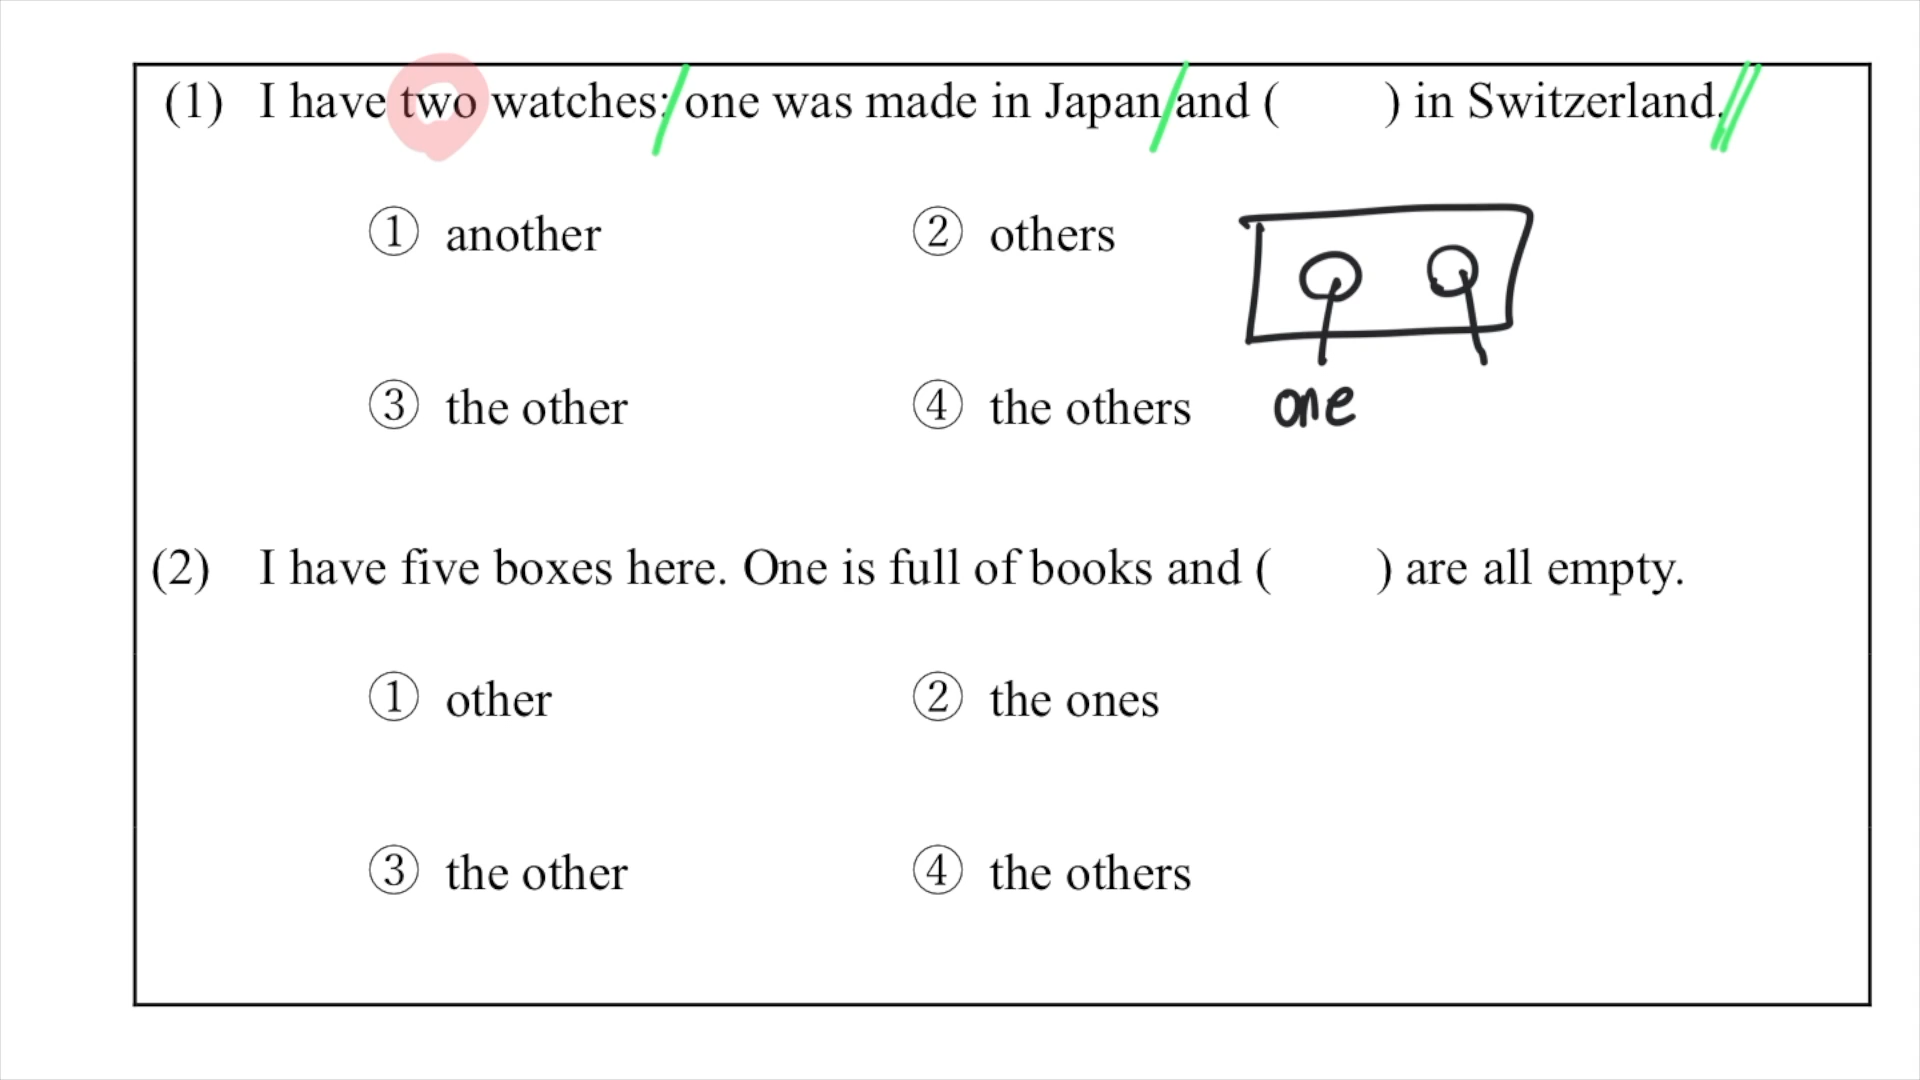 (1) I have two watches: one was made in Japan and ( ) in Switzerland.
① another ② others
③ the other ④ the others one
(2) I have five boxes here. One is full of books and ( ) are all empty.
① other ② the ones
③ the other ④ the others